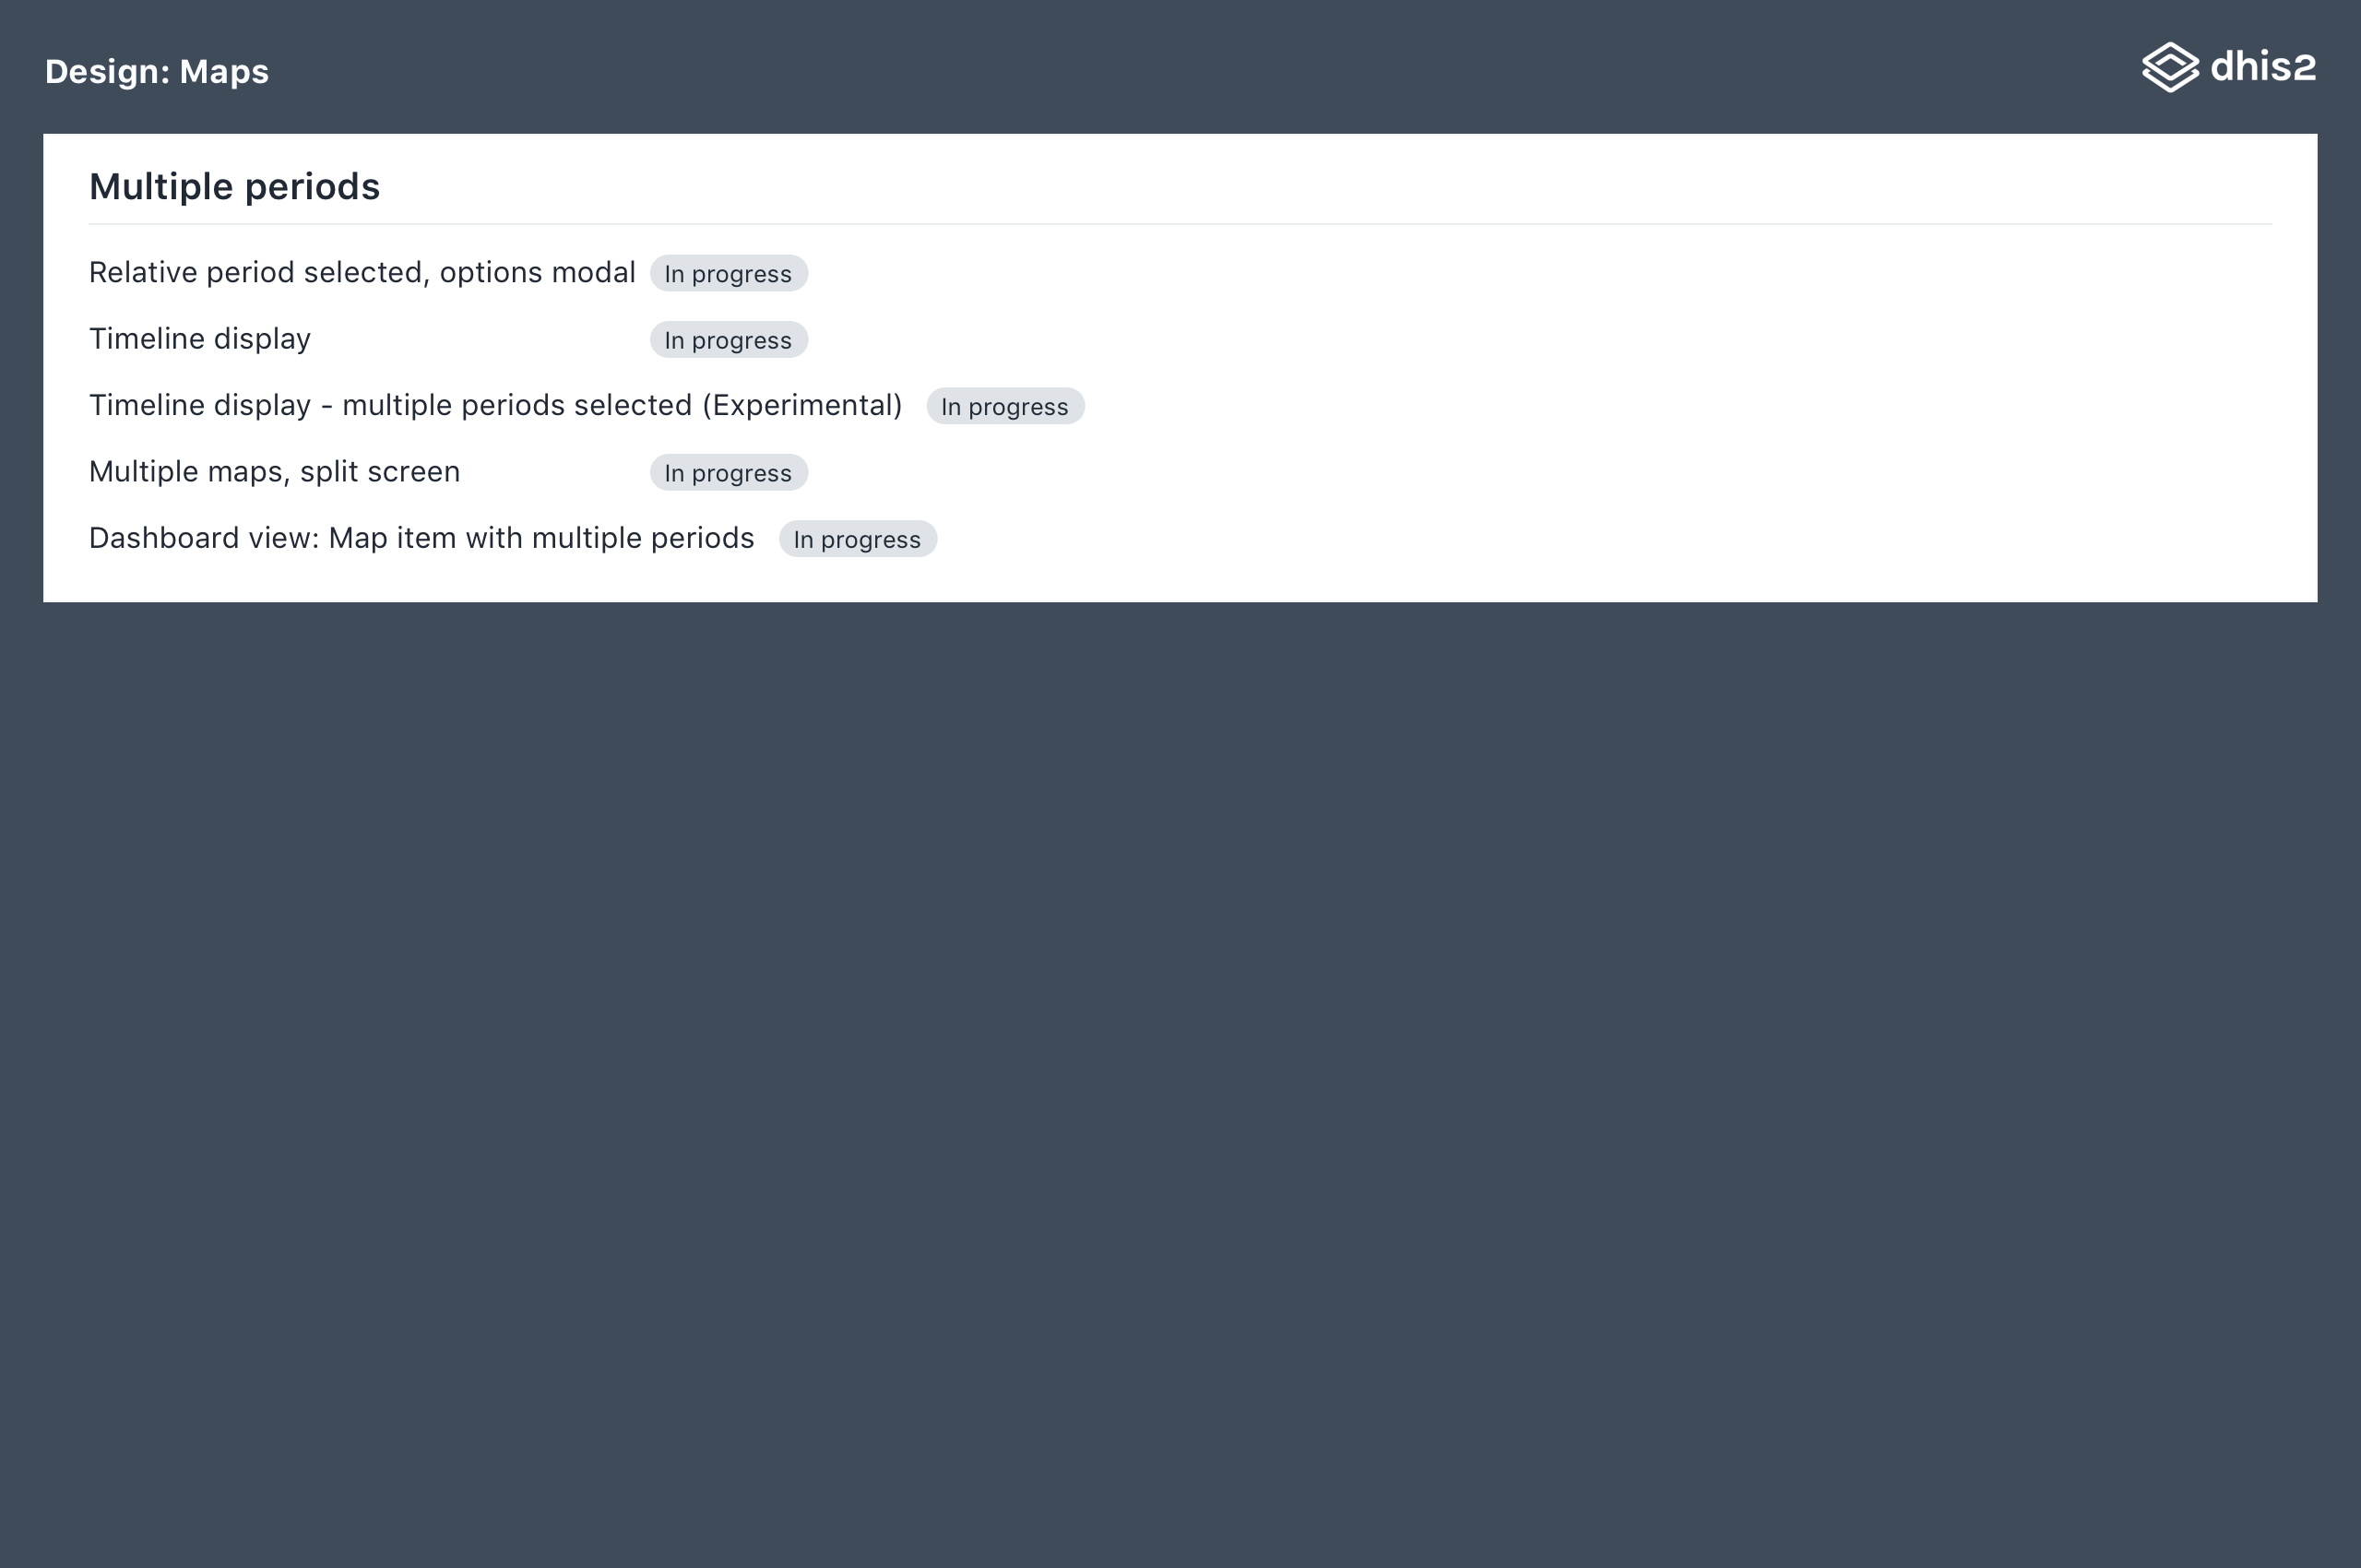 Design: Maps
dhis2
Multiple periods
Relative period selected, options modal In progress
Timeline display In progress
Timeline display - multiple periods selected (Experimental) In progress
Multiple maps, split screen In progress
Dashboard view: Map item with multiple periods In progress